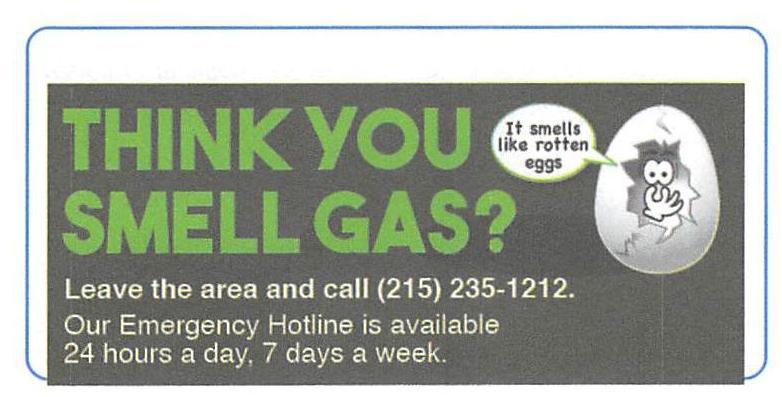 THINK YOU
SMELL GAS?
It smells
like rotten
eggs
Leave the area and call (215) 235-1212.
Our Emergency Hotline is available
24 hours a day, 7 days a week.